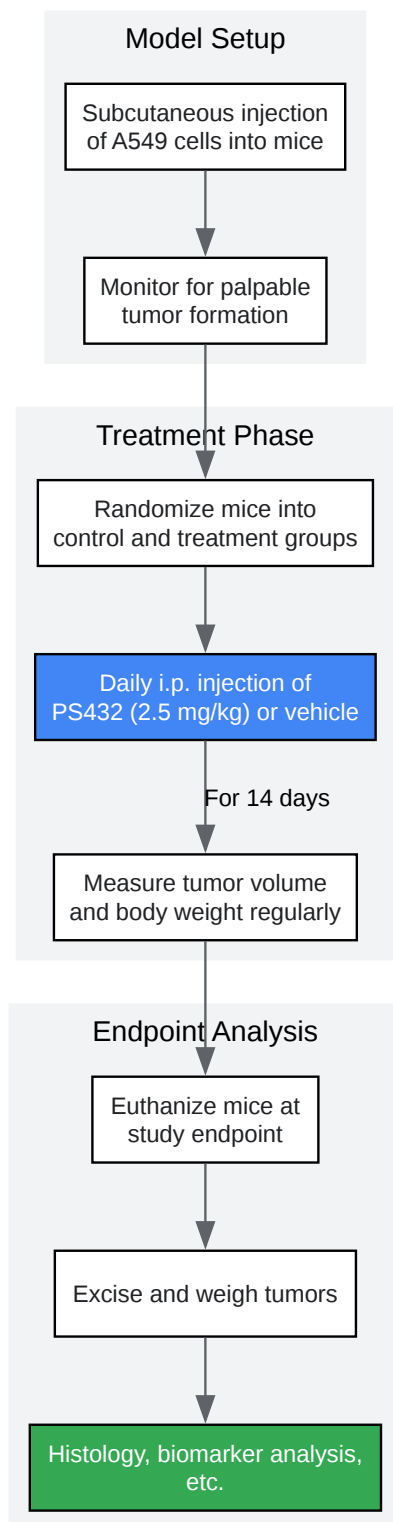 Model Setup
Subcutaneous injection
of A549 cells into mice
Monitor for palpable
tumor formation
Treatment Phase
Randomize mice into
control and treatment groups
Daily i.p. injection of
PS432 (2.5 mg/kg) or vehicle
For 14 days
Measure tumor volume
and body weight regularly
Endpoint Analysis
Euthanize mice at
study endpoint
Excise and weigh tumors
Histology, biomarker analysis,
etc.